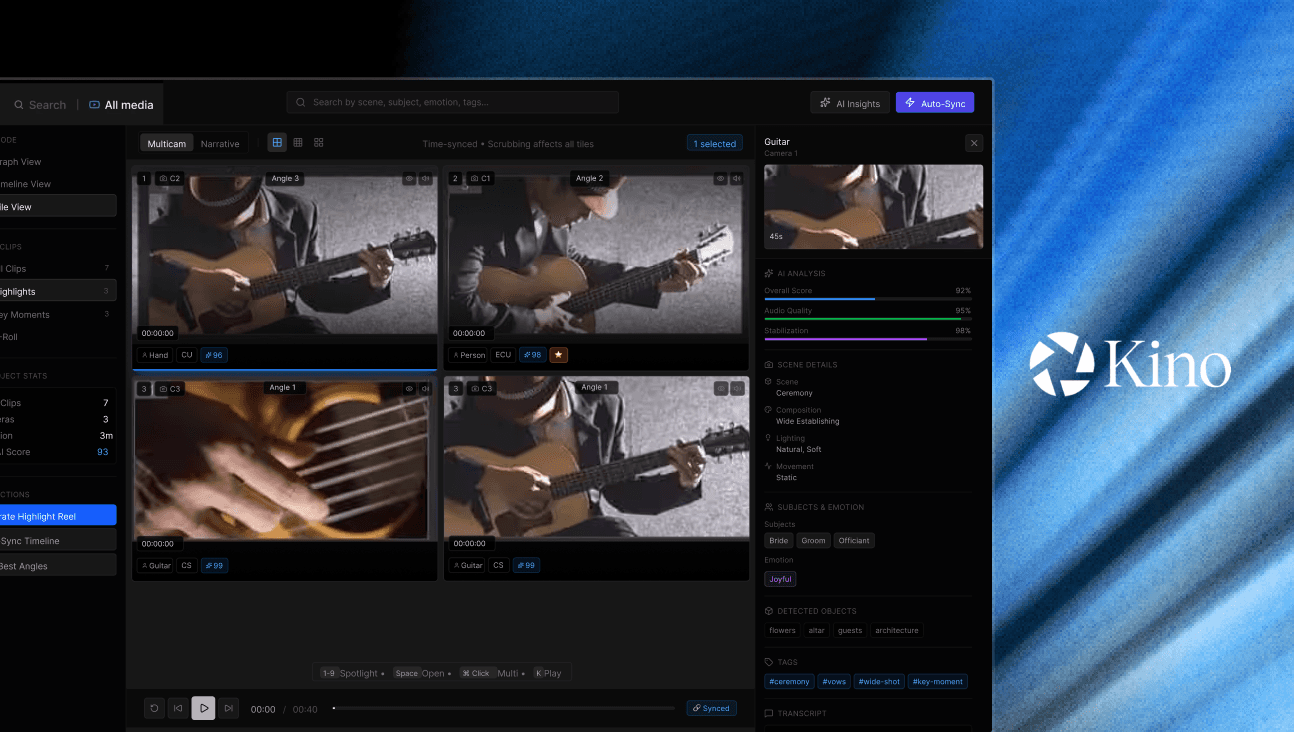 Search | All media
Search by scene, subject, emotion, tags...
AI Insights
Auto-Sync
ODE
raph View
meline View
ile View
CLIPS
l Clips 7
ighlights 3
ey Moments 3
-Roll
JECT STATS
Clips 7
eras 3
ion 3m
I Score 93
CTIONS
rate Highlight Reel
-Sync Timeline
Best Angles
Multicam Narrative
Time-synced • Scrubbing affects all tiles
1 selected
1 C2 Angle 3
00:00:00
Hand CU 96
2 C1 Angle 2
00:00:00
Person ECU 98
3 C3 Angle 1
00:00:00
Guitar CS 99
3 C3 Angle 1
00:00:00
Guitar CS 99
1-9 Spotlight • Space Open • ⌘ Click Multi • K Play
00:00 / 00:40
Synced
Guitar
Camera 1
45s
AI ANALYSIS
Overall Score 92%
Audio Quality 95%
Stabilization 98%
SCENE DETAILS
Scene
Ceremony
Composition
Wide Establishing
Lighting
Natural, Soft
Movement
Static
SUBJECTS & EMOTION
Subjects
Bride Groom Officiant
Emotion
Joyful
DETECTED OBJECTS
flowers altar guests architecture
TAGS
#ceremony #vows #wide-shot #key-moment
TRANSCRIPT
Kino